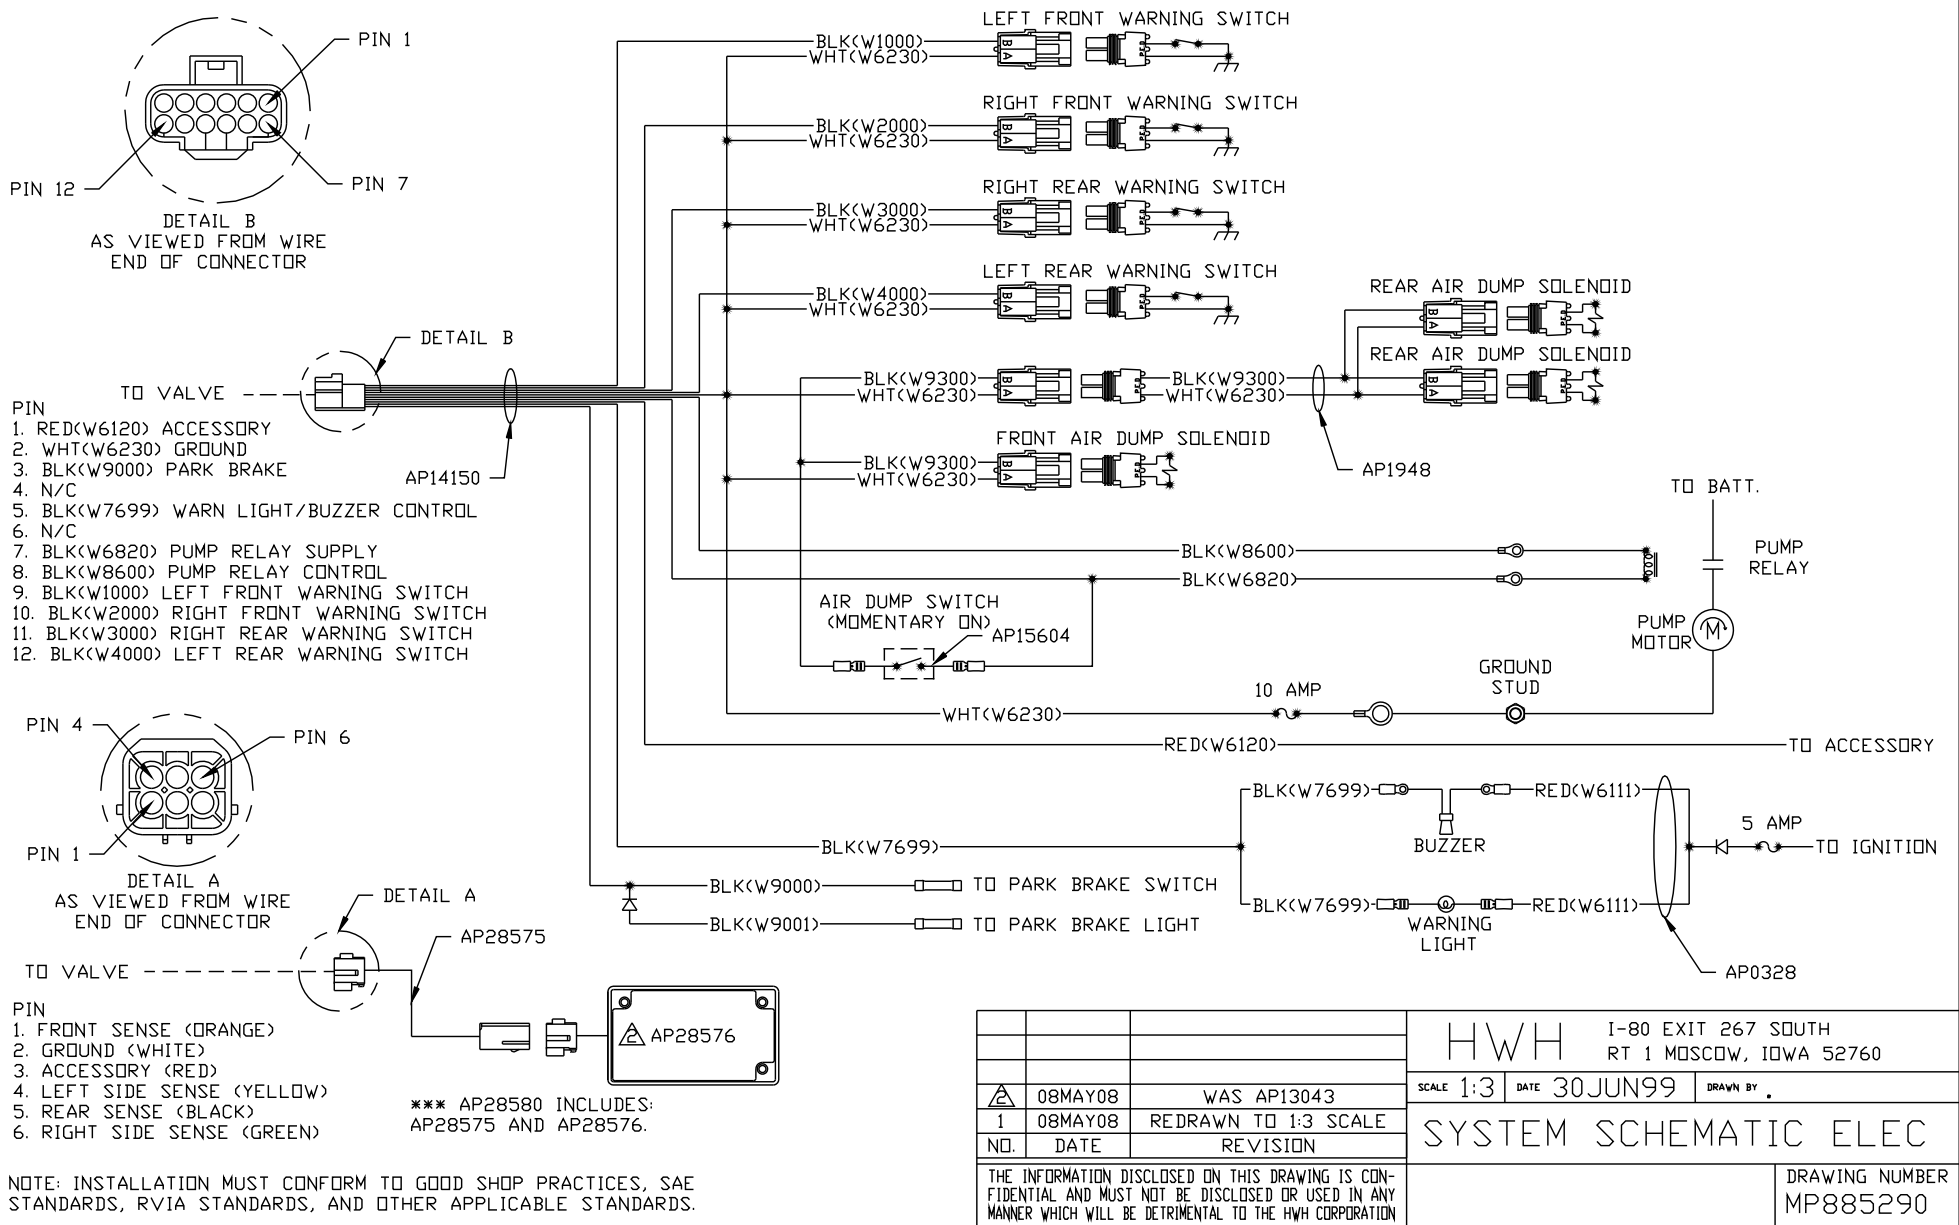 PIN 1
PIN 12
PIN 7
DETAIL B
AS VIEWED FROM WIRE
END OF CONNECTOR
LEFT FRONT WARNING SWITCH
BLK(W1000)
WHT(W6230)
B
A
RIGHT FRONT WARNING SWITCH
BLK(W2000)
WHT(W6230)
B
A
RIGHT REAR WARNING SWITCH
BLK(W3000)
WHT(W6230)
B
A
LEFT REAR WARNING SWITCH
BLK(W4000)
WHT(W6230)
B
A
REAR AIR DUMP SOLENOID
B
A
REAR AIR DUMP SOLENOID
BLK(W9300)
WHT(W6230)
B
A
BLK(W9300)
WHT(W6230)
B
A
FRONT AIR DUMP SOLENOID
BLK(W9300)
WHT(W6230)
B
A
AP1948
DETAIL B
TO VALVE
AP14150
PIN
1. RED(W6120) ACCESSORY
2. WHT(W6230) GROUND
3. BLK(W9000) PARK BRAKE
4. N/C
5. BLK(W7699) WARN LIGHT/BUZZER CONTROL
6. N/C
7. BLK(W6820) PUMP RELAY SUPPLY
8. BLK(W8600) PUMP RELAY CONTROL
9. BLK(W1000) LEFT FRONT WARNING SWITCH
10. BLK(W2000) RIGHT FRONT WARNING SWITCH
11. BLK(W3000) RIGHT REAR WARNING SWITCH
12. BLK(W4000) LEFT REAR WARNING SWITCH
TO BATT.
BLK(W8600)
BLK(W6820)
PUMP
RELAY
AIR DUMP SWITCH
(MOMENTARY ON)
AP15604
PUMP
MOTOR
M
GROUND
STUD
10 AMP
WHT(W6230)
RED(W6120)
TO ACCESSORY
PIN 4
PIN 6
PIN 1
DETAIL A
AS VIEWED FROM WIRE
END OF CONNECTOR
BLK(W7699)
RED(W6111)
BUZZER
5 AMP
TO IGNITION
BLK(W7699)
BLK(W7699)
RED(W6111)
WARNING
LIGHT
AP0328
BLK(W9000)
TO PARK BRAKE SWITCH
BLK(W9001)
TO PARK BRAKE LIGHT
DETAIL A
AP28575
TO VALVE
PIN
1. FRONT SENSE (ORANGE)
2. GROUND (WHITE)
3. ACCESSORY (RED)
4. LEFT SIDE SENSE (YELLOW)
5. REAR SENSE (BLACK)
6. RIGHT SIDE SENSE (GREEN)
2 AP28576
*** AP28580 INCLUDES:
AP28575 AND AP28576.
NOTE: INSTALLATION MUST CONFORM TO GOOD SHOP PRACTICES, SAE
STANDARDS, RVIA STANDARDS, AND OTHER APPLICABLE STANDARDS.
2 08MAY08 WAS AP13043
1 08MAY08 REDRAWN TO 1:3 SCALE
NO. DATE REVISION
THE INFORMATION DISCLOSED ON THIS DRAWING IS CON-
FIDENTIAL AND MUST NOT BE DISCLOSED OR USED IN ANY
MANNER WHICH WILL BE DETRIMENTAL TO THE HWH CORPORATION
HWH
I-80 EXIT 267 SOUTH
RT 1 MOSCOW, IOWA 52760
SCALE 1:3 DATE 30JUN99 DRAWN BY .
SYSTEM SCHEMATIC ELEC
DRAWING NUMBER
MP885290